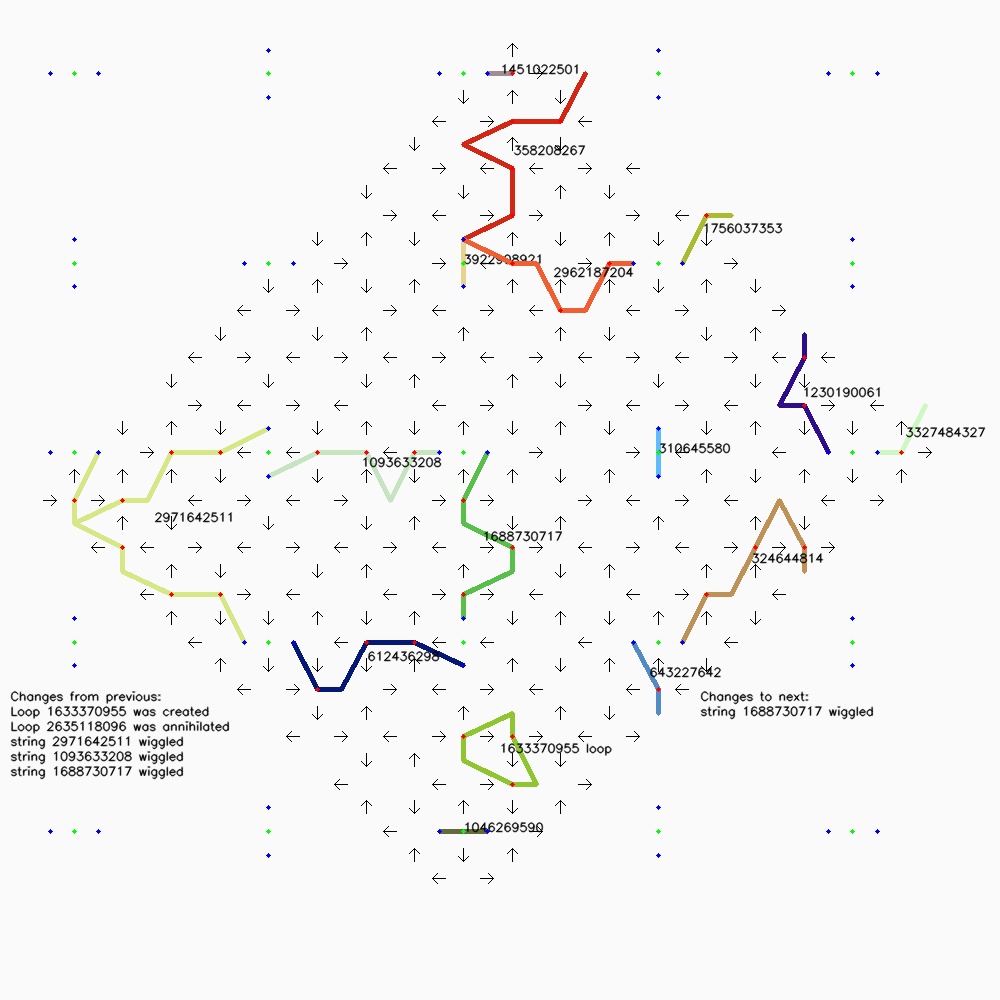 1451022501
358208267
1756037353
3922908921
2962187204
1230190061
3327484327
310645580
1093633208
2971642511
1688730717
324644814
612436298
643227642
Changes from previous:
Loop 1633370955 was created
Loop 2635118096 was annihilated
string 2971642511 wiggled
string 1093633208 wiggled
string 1688730717 wiggled
Changes to next:
string 1688730717 wiggled
1633370955 loop
1046269590